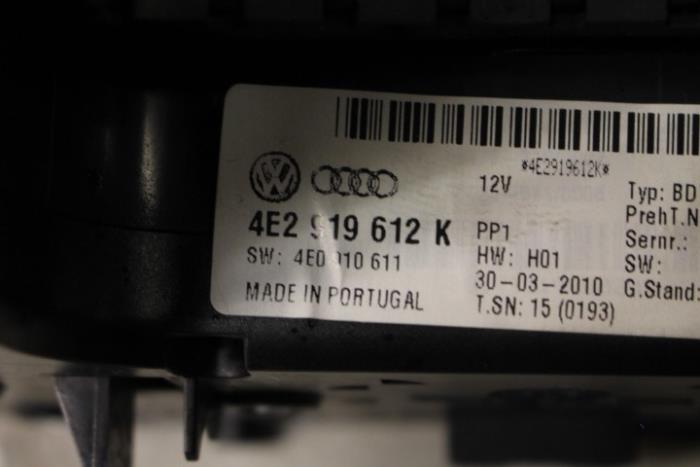 *4E2919612K*
12V
Typ: BD
4E2 919 612 K
PP1
PrehT.N
SW: 4E0 910 611
HW: H01
Sernr.:
MADE IN PORTUGAL
30-03-2010
SW:
T.SN: 15 (0193)
G.Stand: